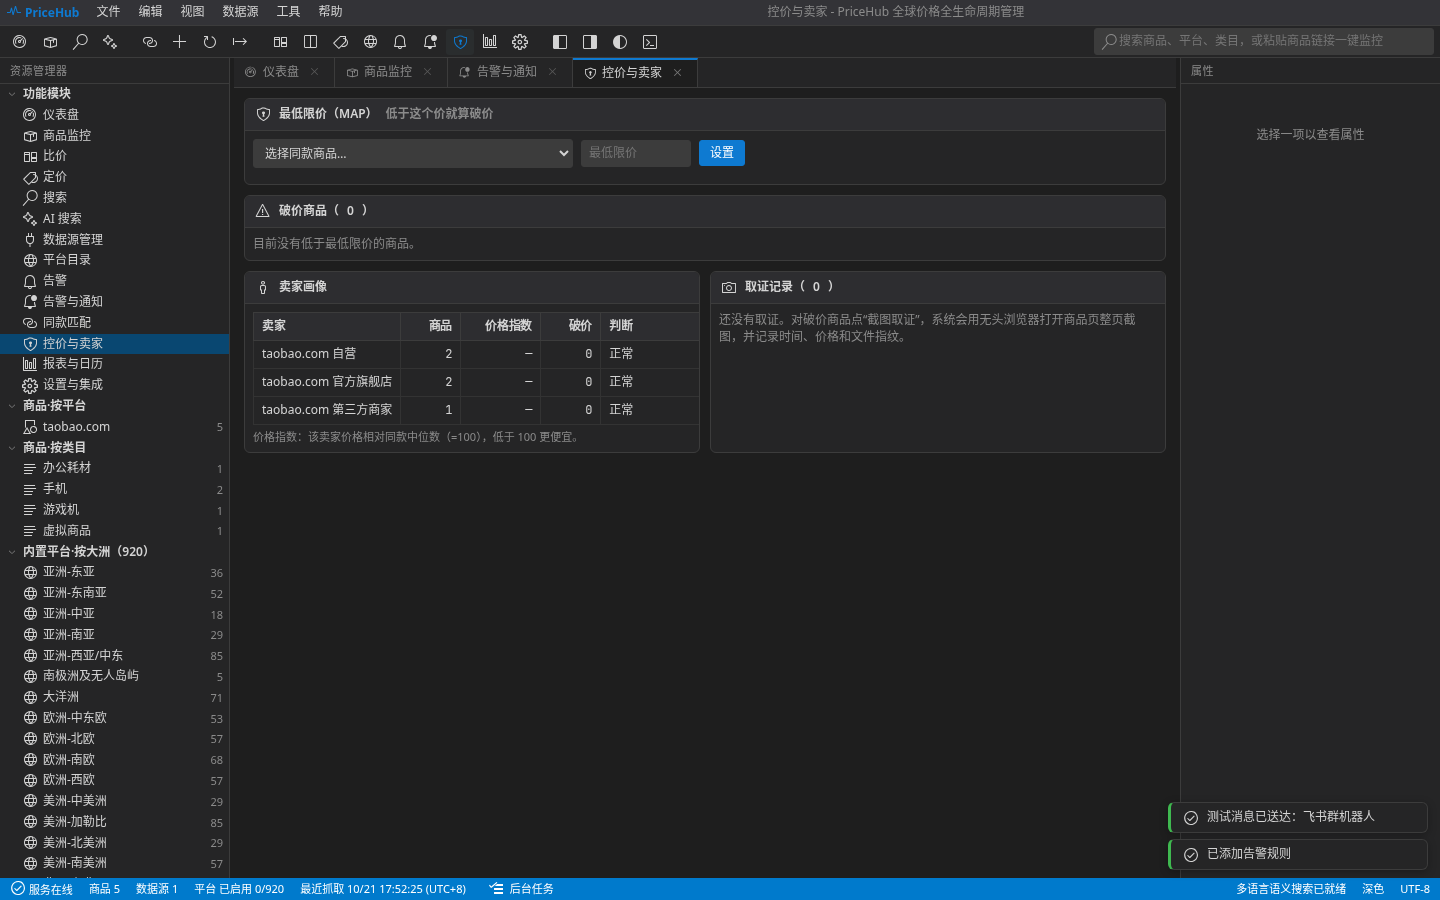 PriceHub 文件 编辑 视图 数据源 工具 帮助 控价与卖家 - PriceHub 全球价格全生命周期管理
搜索商品、平台、类目，或粘贴商品链接一键监控
资源管理器
功能模块
仪表盘
商品监控
比价
定价
搜索
AI 搜索
数据源管理
平台目录
告警
告警与通知
同款匹配
控价与卖家
报表与日历
设置与集成
商品·按平台
taobao.com 5
商品·按类目
办公耗材 1
手机 2
游戏机 1
虚拟商品 1
内置平台·按大洲（920）
亚洲-东亚 36
亚洲-东南亚 52
亚洲-中亚 18
亚洲-南亚 29
亚洲-西亚/中东 85
南极洲及无人岛屿 5
大洋洲 71
欧洲-中东欧 53
欧洲-北欧 57
欧洲-南欧 68
欧洲-西欧 57
美洲-中美洲 29
美洲-加勒比 85
美洲-北美洲 29
美洲-南美洲 57
仪表盘 商品监控 告警与通知 控价与卖家
最低限价（MAP） 低于这个价就算破价
选择同款商品... 最低限价 设置
破价商品（ 0 ）
目前没有低于最低限价的商品。
卖家画像
卖家 商品 价格指数 破价 判断
taobao.com 自营 2 — 0 正常
taobao.com 官方旗舰店 2 — 0 正常
taobao.com 第三方商家 1 — 0 正常
价格指数：该卖家价格相对同款中位数（=100），低于 100 更便宜。
取证记录（ 0 ）
还没有取证。对破价商品点“截图取证”，系统会用无头浏览器打开商品页整页截
图，并记录时间、价格和文件指纹。
属性
选择一项以查看属性
测试消息已送达：飞书群机器人
已添加告警规则
服务在线 商品 5 数据源 1 平台 已启用 0/920 最近抓取 10/21 17:52:25 (UTC+8) 后台任务 多语言语义搜索已就绪 深色 UTF-8